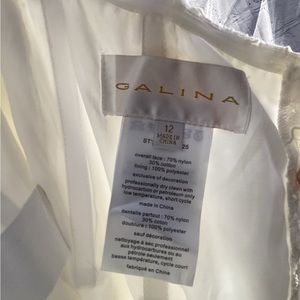 GALINA
12
MADE IN
CHINA
25
overall lace : 70% nylon
30% cotton
lining : 100% polyester
exclusive of decoration
professionally dry clean with
hydrocarbon or petroleum only
low temperature, short cycle
made in china
dentelle partout : 70% nylon
30% coton
doublure : 100% polyester
sauf décoration
nettoyage à sec professionnel
aux hydrocarbures ou du pétrole
basse température, cycle court
fabriqué en china